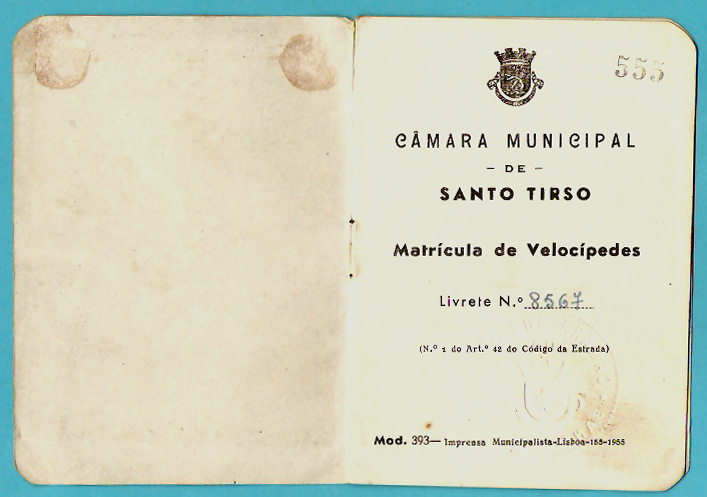 555
CÂMARA MUNICIPAL
– DE –
SANTO TIRSO
Matrícula de Velocípedes
Livrete N.º 8567
(N.º 1 do Art.º 42 do Código da Estrada)
Mod. 393— Imprensa Municipalista-Lisboa-155-1955